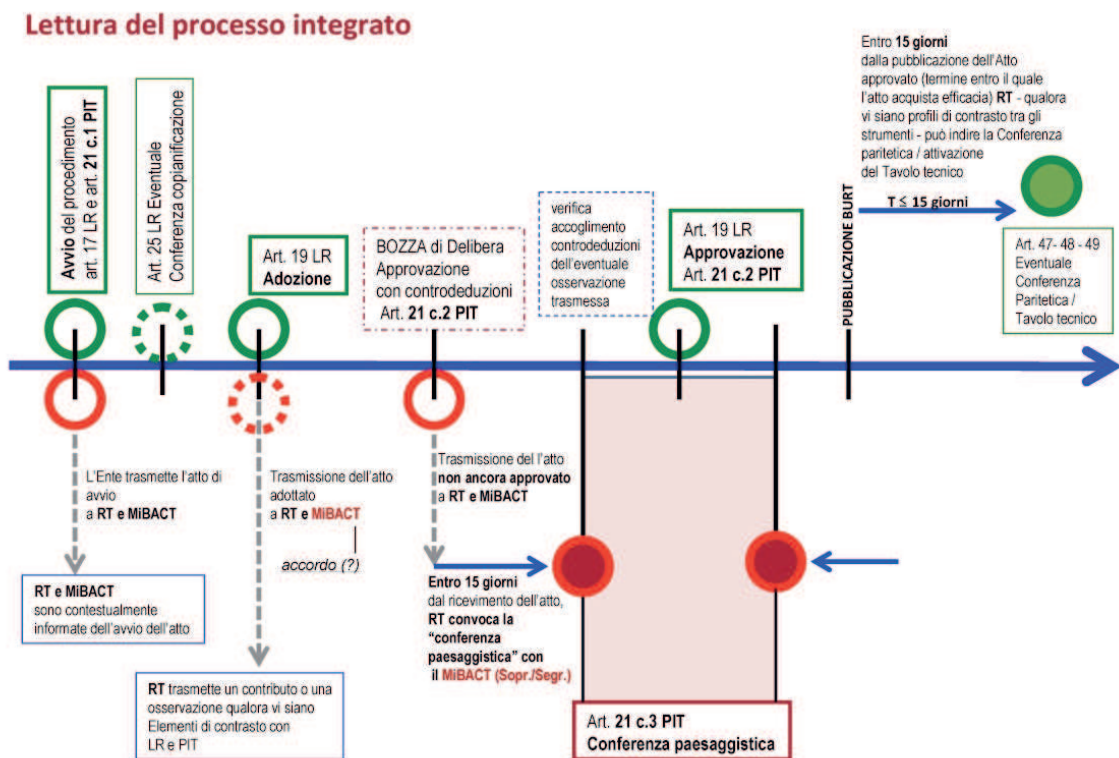 Lettura del processo integrato
Avvio del procedimento
art. 17 LR e art. 21 c.1 PIT
Art. 25 LR Eventuale
Conferenza copianificazione
Art. 19 LR
Adozione
BOZZA di Delibera
Approvazione
con controdeduzioni
Art. 21 c.2 PIT
verifica
accoglimento
controdeduzioni
dell'eventuale
osservazione
trasmessa
Art. 19 LR
Approvazione
Art. 21 c.2 PIT
PUBBLICAZIONE BURT
Entro 15 giorni
dalla pubblicazione dell'Atto
approvato (termine entro il quale
l'atto acquista efficacia) RT - qualora
vi siano profili di contrasto tra gli
strumenti - può indire la Conferenza
paritetica / attivazione
del Tavolo tecnico
T ≤ 15 giorni
Art. 47- 48 - 49
Eventuale
Conferenza
Paritetica /
Tavolo tecnico
L'Ente trasmette l'atto di
avvio
a RT e MiBACT
RT e MiBACT
sono contestualmente
informate dell'avvio dell'atto
Trasmissione dell'atto
adottato
a RT e MiBACT
accordo (?)
RT trasmette un contributo o una
osservazione qualora vi siano
Elementi di contrasto con
LR e PIT
Trasmissione del l'atto
non ancora approvato
a RT e MiBACT
Entro 15 giorni
dal ricevimento dell'atto,
RT convoca la
“conferenza
paesaggistica” con
il MiBACT (Sopr./Segr.)
Art. 21 c.3 PIT
Conferenza paesaggistica